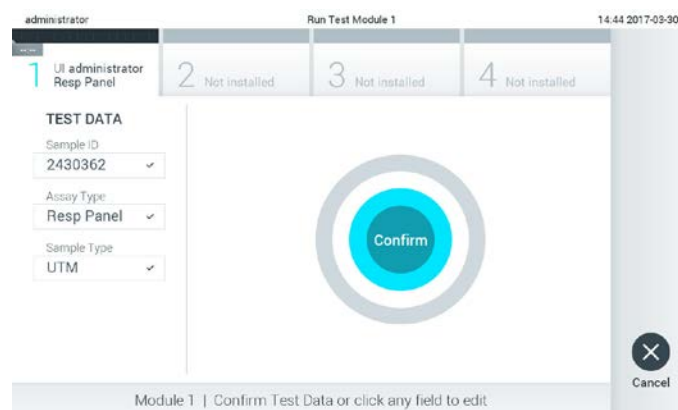 administrator Run Test Module 1 14:44 2017-03-30
--:--
1 UI administrator
Resp Panel
2 Not installed
3 Not installed
4 Not installed
TEST DATA
Sample ID
2430362
Assay Type
Resp Panel
Sample Type
UTM
Confirm
Cancel
Module 1 | Confirm Test Data or click any field to edit